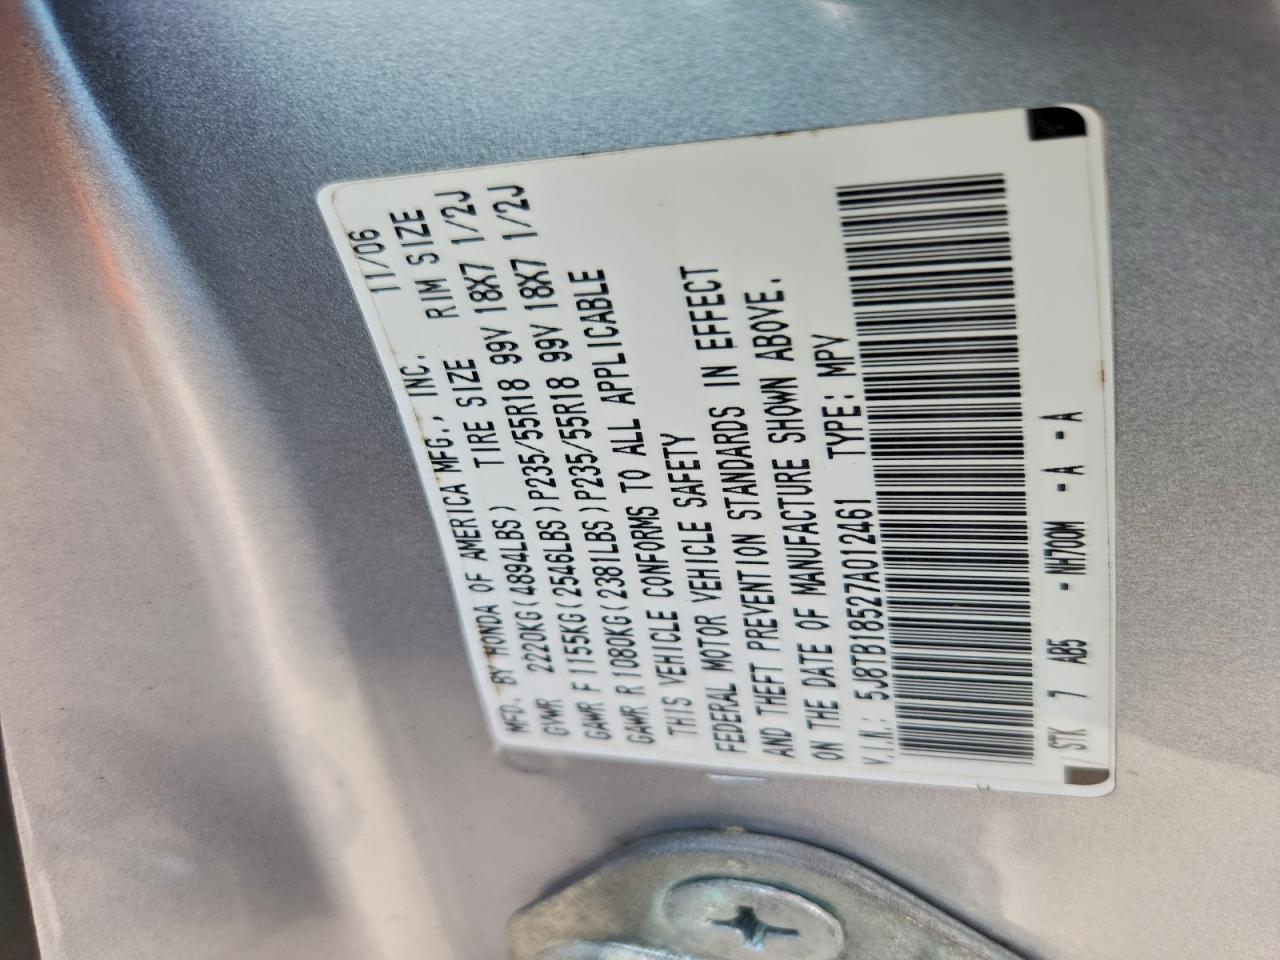 MFD. BY HONDA OF AMERICA MFG., INC. 11/06
GVWR 2220KG(4894LBS) TIRE SIZE RIM SIZE
GAWR F 1155KG(2546LBS)P235/55R18 99V 18X7 1/2J
GAWR R 1080KG(2381LBS)P235/55R18 99V 18X7 1/2J
THIS VEHICLE CONFORMS TO ALL APPLICABLE
FEDERAL MOTOR VEHICLE SAFETY
AND THEFT PREVENTION STANDARDS IN EFFECT
ON THE DATE OF MANUFACTURE SHOWN ABOVE.
V.I.N.: 5J8TB18527A012461 TYPE: MPV
STK 7 AB5 - NH700M - A - A